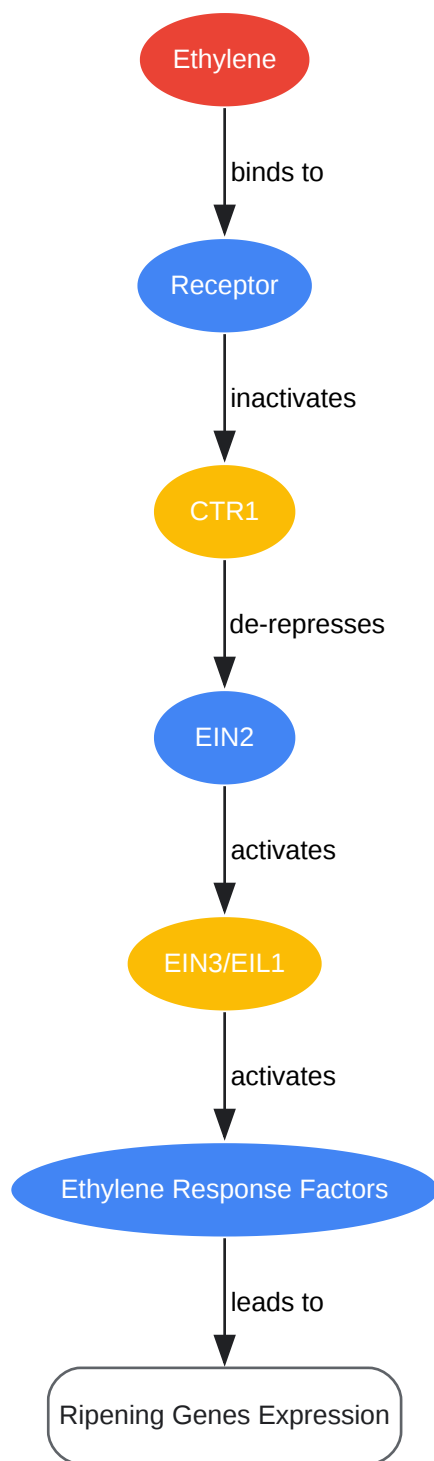 Ethylene
binds to
Receptor
inactivates
CTR1
de-represses
EIN2
activates
EIN3/EIL1
activates
Ethylene Response Factors
leads to
Ripening Genes Expression